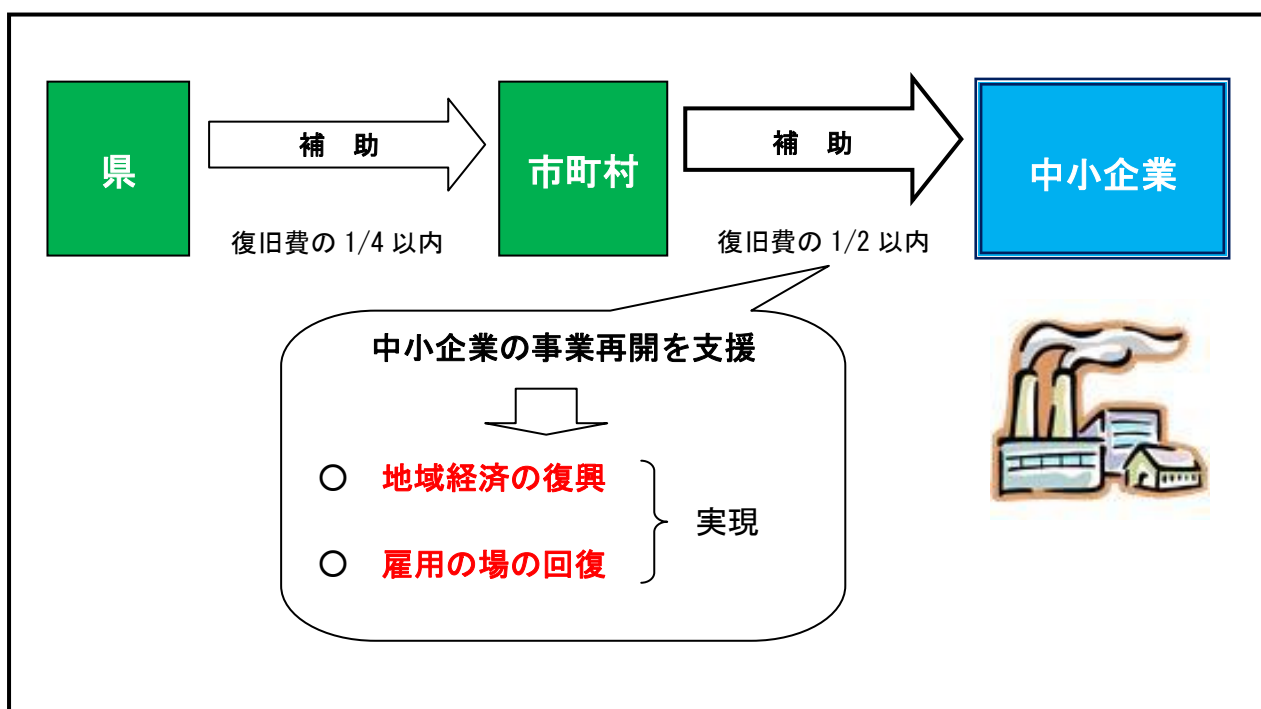 県
補　助
復旧費の 1/4 以内
市町村
補　助
復旧費の 1/2 以内
中小企業
中小企業の事業再開を支援
○　地域経済の復興
○　雇用の場の回復
実現